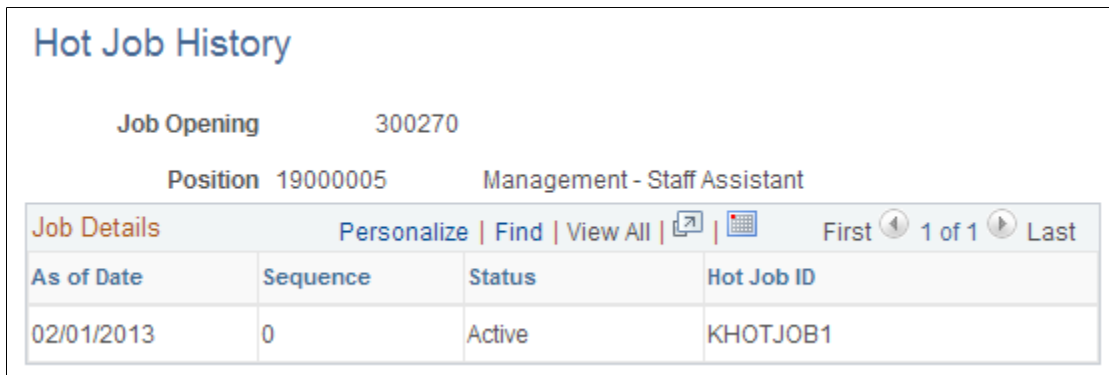 Hot Job History
Job Opening 300270
Position 19000005 Management - Staff Assistant
Job Details Personalize | Find | View All | | First 1 of 1 Last
As of Date Sequence Status Hot Job ID
02/01/2013 0 Active KHOTJOB1